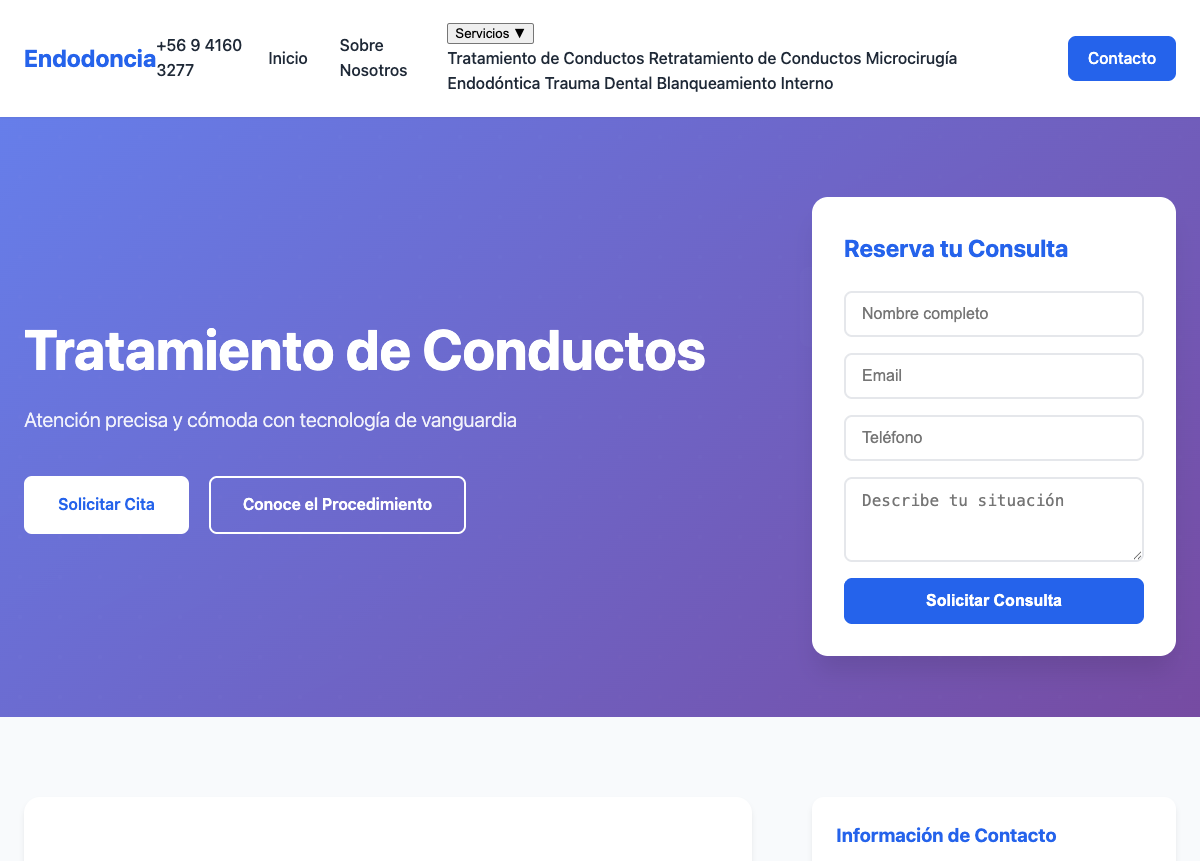 Endodoncia
+56 9 4160
3277
Inicio
Sobre
Nosotros
Servicios ▼
Tratamiento de Conductos Retratamiento de Conductos Microcirugía
Endodóntica Trauma Dental Blanqueamiento Interno
Contacto
Tratamiento de Conductos
Atención precisa y cómoda con tecnología de vanguardia
Solicitar Cita
Conoce el Procedimiento
Reserva tu Consulta
Nombre completo
Email
Teléfono
Describe tu situación
Solicitar Consulta
Información de Contacto